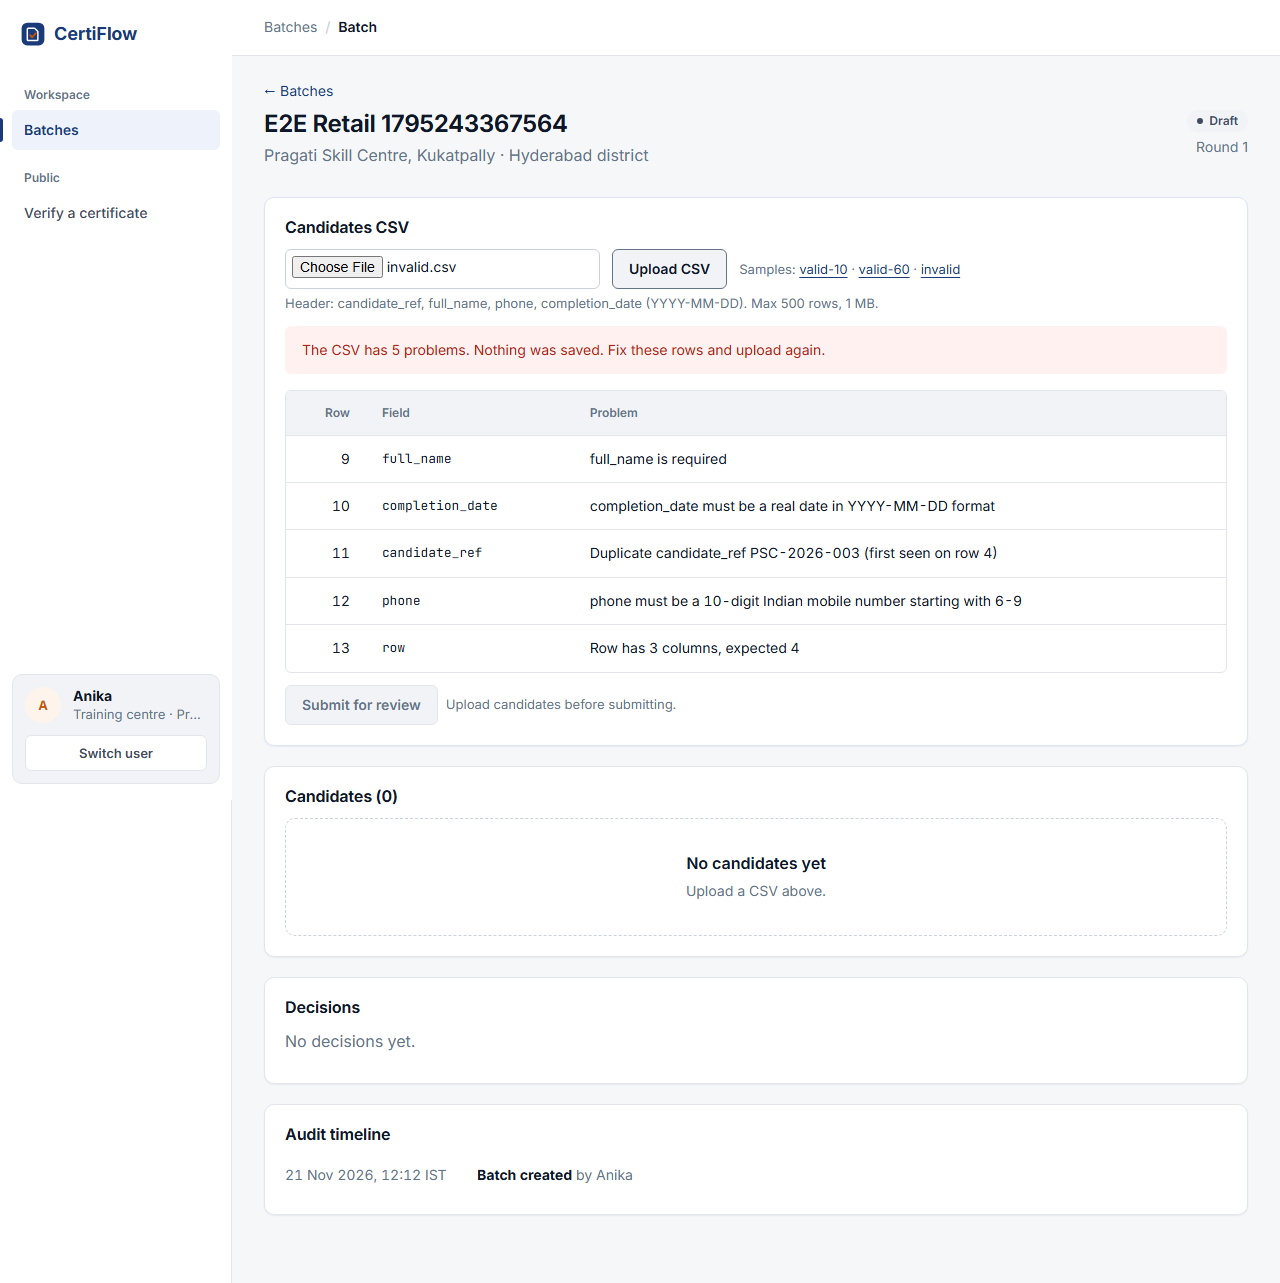 CertiFlow
Batches / Batch
Workspace
Batches
Public
Verify a certificate
← Batches
E2E Retail 1795243367564
Draft
Pragati Skill Centre, Kukatpally · Hyderabad district
Round 1
Candidates CSV
Choose File invalid.csv
Upload CSV
Samples: valid-10 · valid-60 · invalid
Header: candidate_ref, full_name, phone, completion_date (YYYY-MM-DD). Max 500 rows, 1 MB.
The CSV has 5 problems. Nothing was saved. Fix these rows and upload again.
Row Field Problem
9 full_name full_name is required
10 completion_date completion_date must be a real date in YYYY-MM-DD format
11 candidate_ref Duplicate candidate_ref PSC-2026-003 (first seen on row 4)
12 phone phone must be a 10-digit Indian mobile number starting with 6-9
13 row Row has 3 columns, expected 4
Submit for review Upload candidates before submitting.
A
Anika
Training centre · Pr...
Switch user
Candidates (0)
No candidates yet
Upload a CSV above.
Decisions
No decisions yet.
Audit timeline
21 Nov 2026, 12:12 IST Batch created by Anika